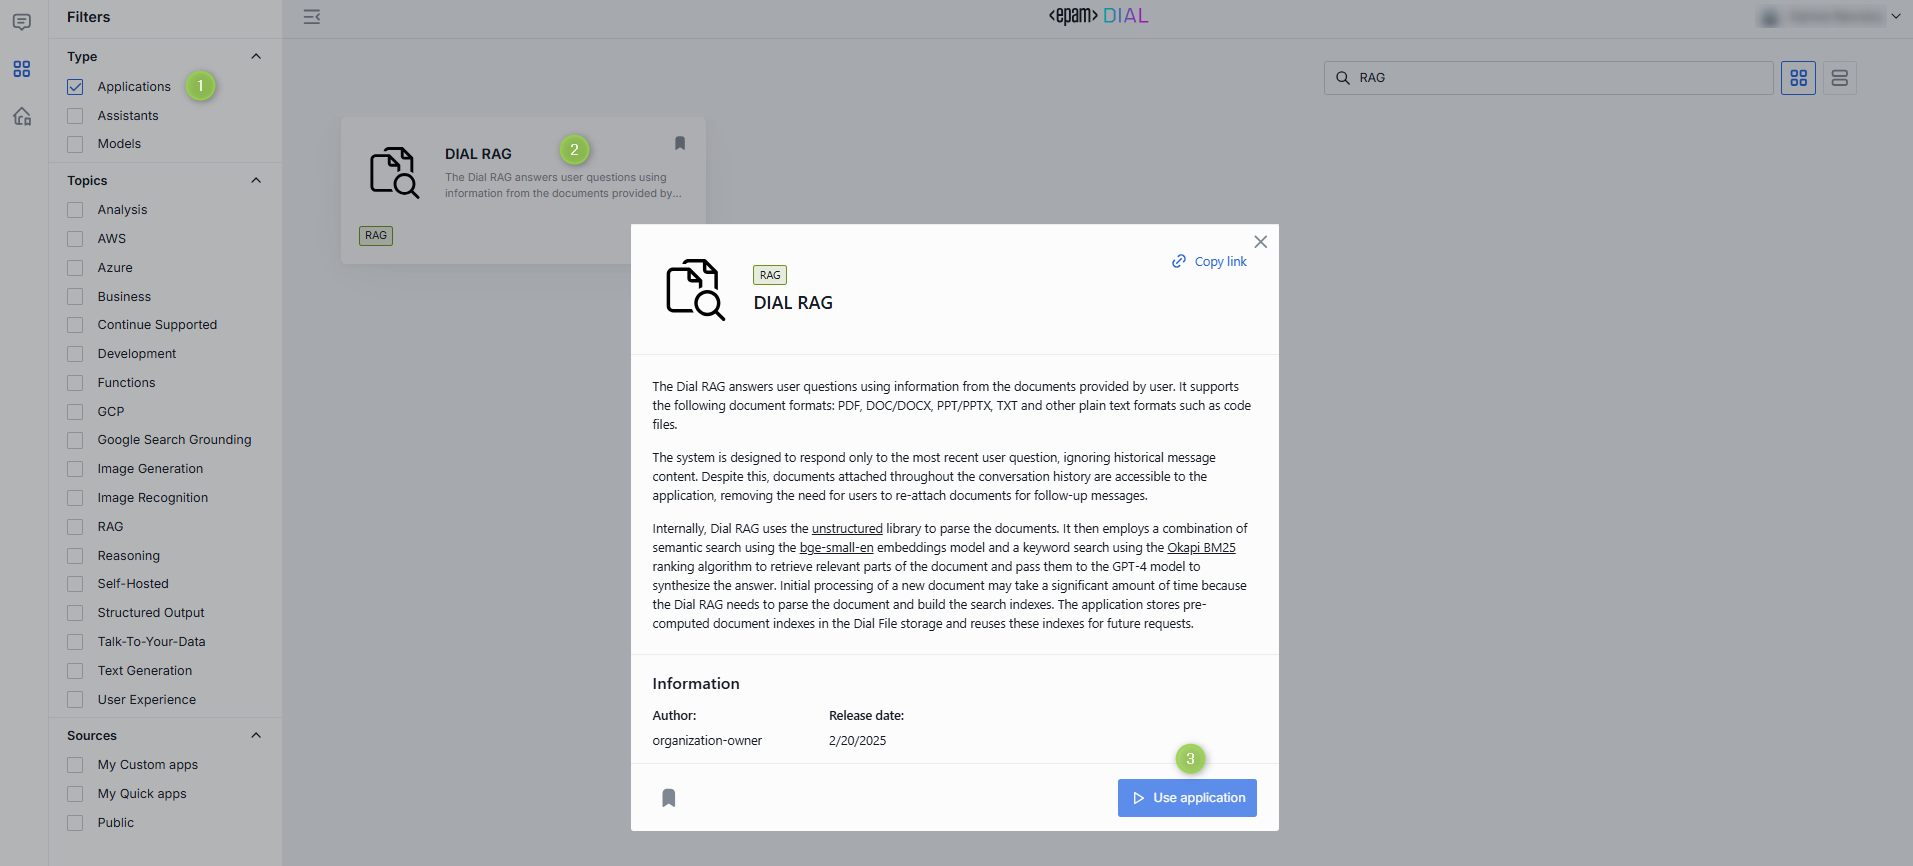 Filters
<epam> DIAL
Type
Applications
1
Assistants
Models
Topics
Analysis
AWS
Azure
Business
Continue Supported
Development
Functions
GCP
Google Search Grounding
Image Generation
Image Recognition
RAG
Reasoning
Self-Hosted
Structured Output
Talk-To-Your-Data
Text Generation
User Experience
Sources
My Custom apps
My Quick apps
Public
RAG
DIAL RAG
2
The Dial RAG answers user questions using
information from the documents provided by...
RAG
Copy link
RAG
DIAL RAG
The Dial RAG answers user questions using information from the documents provided by user. It supports
the following document formats: PDF, DOC/DOCX, PPT/PPTX, TXT and other plain text formats such as code
files.
The system is designed to respond only to the most recent user question, ignoring historical message
content. Despite this, documents attached throughout the conversation history are accessible to the
application, removing the need for users to re-attach documents for follow-up messages.
Internally, Dial RAG uses the unstructured library to parse the documents. It then employs a combination of
semantic search using the bge-small-en embeddings model and a keyword search using the Okapi BM25
ranking algorithm to retrieve relevant parts of the document and pass them to the GPT-4 model to
synthesize the answer. Initial processing of a new document may take a significant amount of time because
the Dial RAG needs to parse the document and build the search indexes. The application stores pre-
computed document indexes in the Dial File storage and reuses these indexes for future requests.
Information
Author:
Release date:
organization-owner
2/20/2025
3
Use application